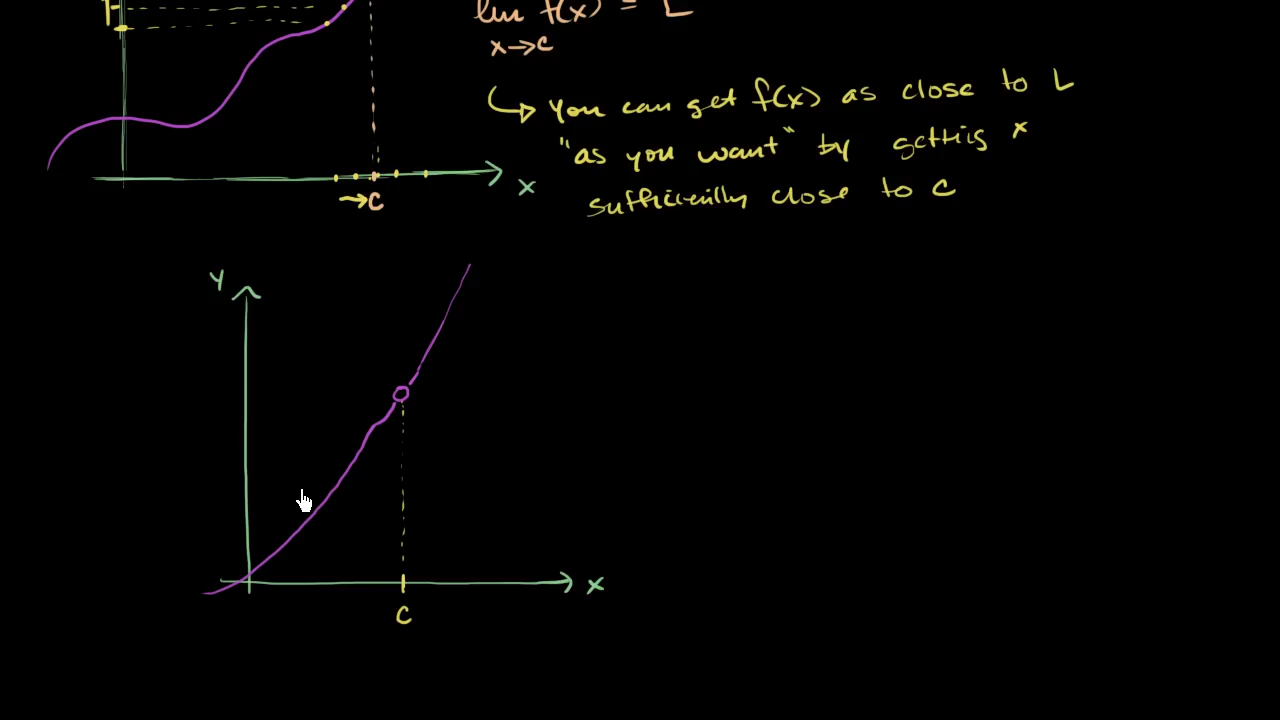 lim f(x) = L
x→c
↳ you can get f(x) as close to L
"as you want" by getting x
sufficiently close to c
x
→c
y
x
c